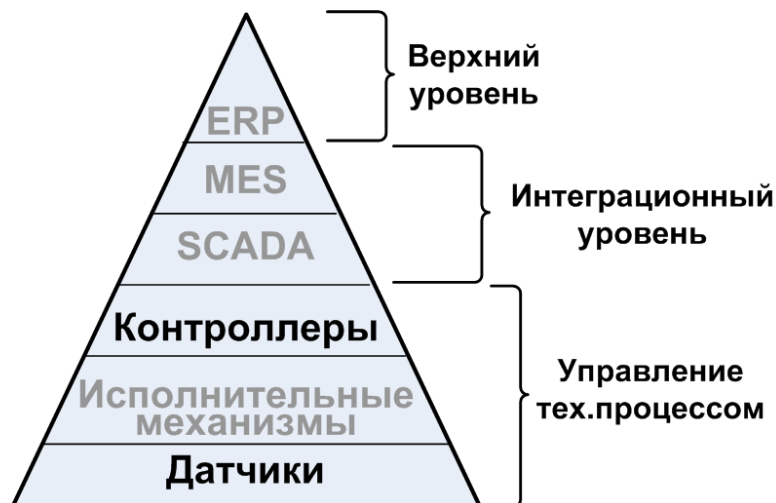 Верхний
уровень
ERP
MES
Интеграционный
уровень
SCADA
Контроллеры
Управление
тех.процессом
Исполнительные
механизмы
Датчики